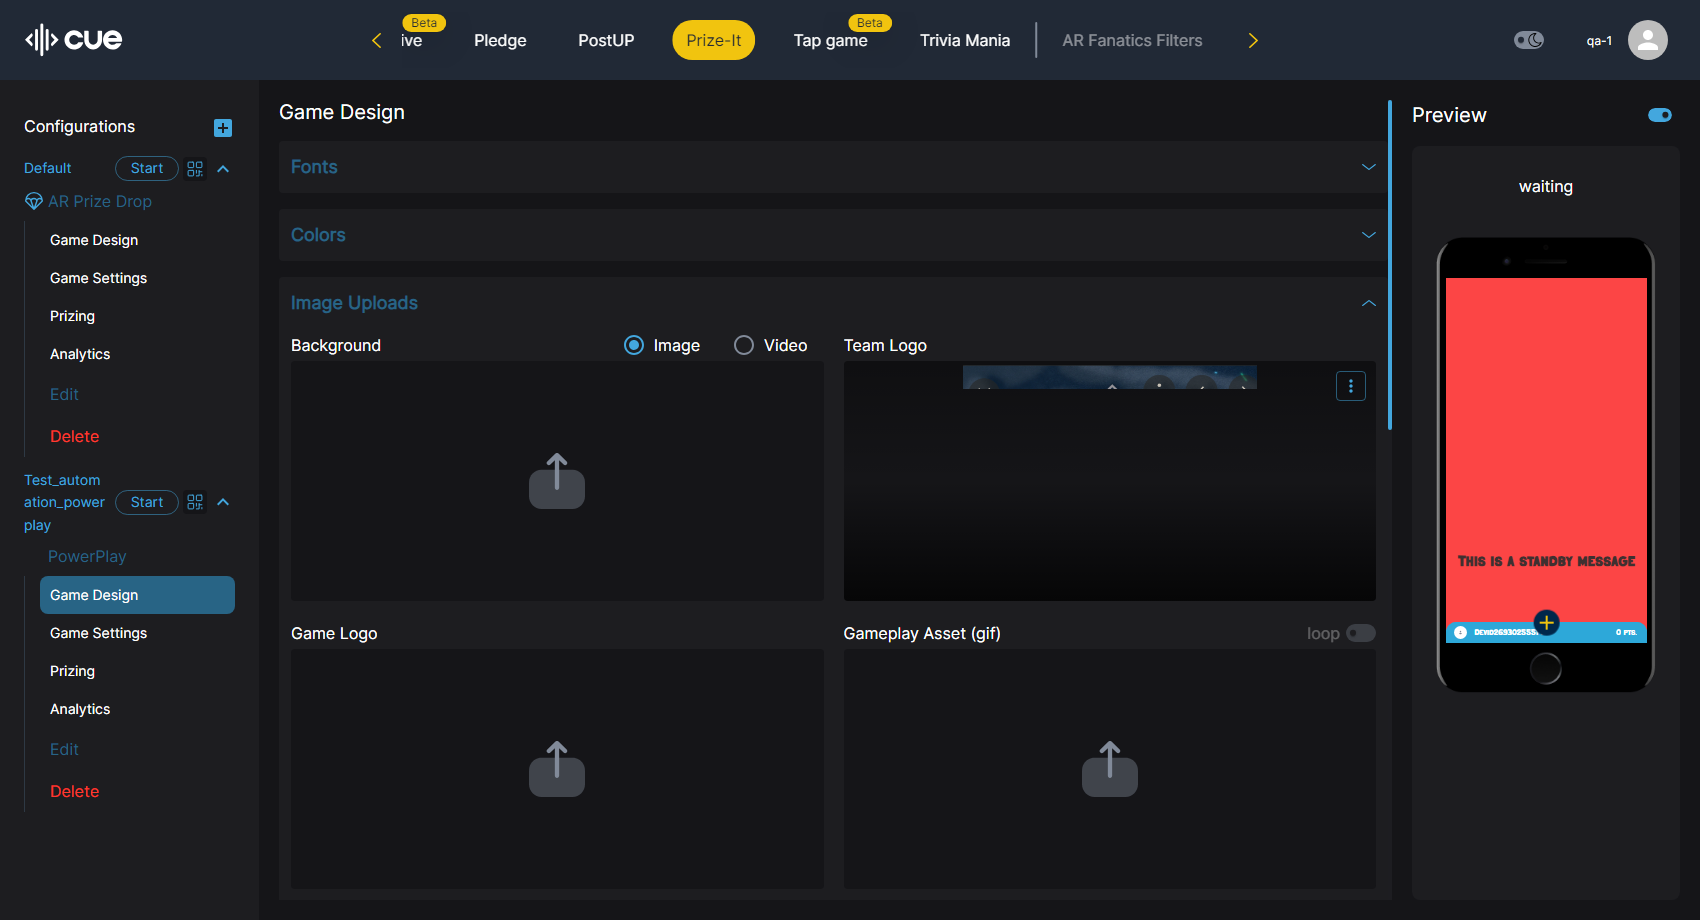 cue
ive
Beta
Pledge
PostUP
Prize-It
Tap game
Beta
Trivia Mania
AR Fanatics Filters
qa-1
Configurations
Default
Start
AR Prize Drop
Game Design
Game Settings
Prizing
Analytics
Edit
Delete
Test_autom
ation_power
play
Start
PowerPlay
Game Design
Game Settings
Prizing
Analytics
Edit
Delete
Game Design
Fonts
Colors
Image Uploads
Background
Image
Video
Team Logo
Game Logo
Gameplay Asset (gif)
loop
Preview
waiting
This is a standby message
0 pts.